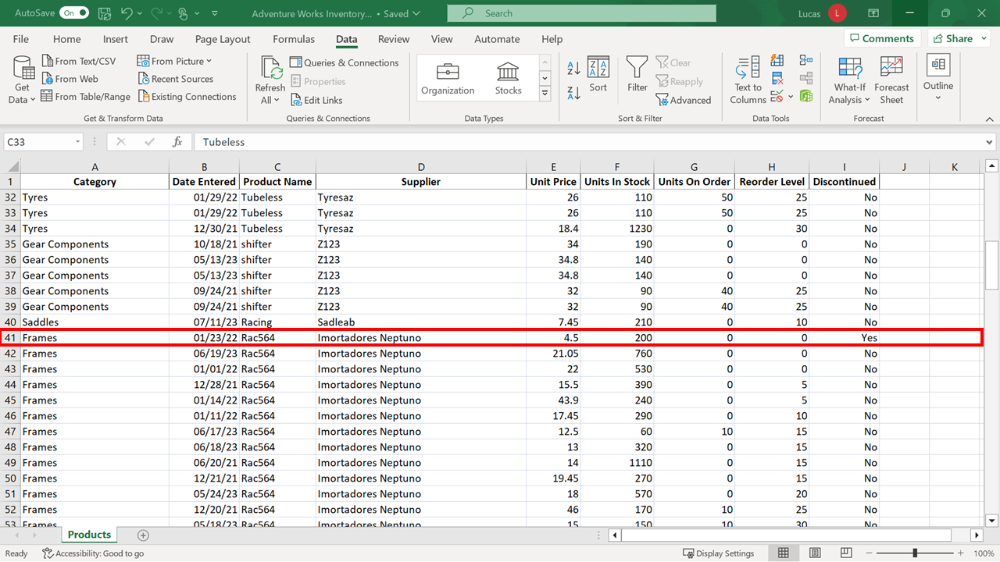 AutoSave On Adventure Works Inventory... • Saved Search Lucas L
File Home Insert Draw Page Layout Formulas Data Review View Automate Help Comments Share
From Text/CSV From Picture Queries & Connections Clear
From Web Recent Sources Properties Reapply
From Table/Range Existing Connections Edit Links Advanced
Get Data Refresh All Organization Stocks Sort Filter Text to Columns What-If Analysis Forecast Sheet Outline
Get & Transform Data Queries & Connections Data Types Sort & Filter Data Tools Forecast
C33 fx Tubeless
A B C D E F G H I J K
1 Category Date Entered Product Name Supplier Unit Price Units In Stock Units On Order Reorder Level Discontinued
32 Tyres 01/29/22 Tubeless Tyresaz 26 110 50 25 No
33 Tyres 01/29/22 Tubeless Tyresaz 26 110 50 25 No
34 Tyres 12/30/21 Tubeless Tyresaz 18.4 1230 0 30 No
35 Gear Components 10/18/21 shifter Z123 34 190 0 0 No
36 Gear Components 05/13/23 shifter Z123 34.8 140 0 0 No
37 Gear Components 05/13/23 shifter Z123 34.8 140 0 0 No
38 Gear Components 09/24/21 shifter Z123 32 90 40 25 No
39 Gear Components 09/24/21 shifter Z123 32 90 40 25 No
40 Saddles 07/11/23 Racing Sadleab 7.45 210 0 10 No
41 Frames 01/23/22 Rac564 Imortadores Neptuno 4.5 200 0 0 Yes
42 Frames 06/19/23 Rac564 Imortadores Neptuno 21.05 760 0 0 No
43 Frames 01/01/22 Rac564 Imortadores Neptuno 22 530 0 0 No
44 Frames 12/28/21 Rac564 Imortadores Neptuno 15.5 390 0 5 No
45 Frames 01/14/22 Rac564 Imortadores Neptuno 43.9 240 0 5 No
46 Frames 01/11/22 Rac564 Imortadores Neptuno 17.45 290 0 10 No
47 Frames 06/17/23 Rac564 Imortadores Neptuno 12.5 60 10 15 No
48 Frames 06/18/23 Rac564 Imortadores Neptuno 13 320 0 15 No
49 Frames 06/20/21 Rac564 Imortadores Neptuno 14 1110 0 15 No
50 Frames 12/21/21 Rac564 Imortadores Neptuno 19.45 270 0 15 No
51 Frames 05/24/23 Rac564 Imortadores Neptuno 18 570 0 20 No
52 Frames 12/20/21 Rac564 Imortadores Neptuno 46 170 10 25 No
53 Frames 05/18/23 Rac564 Imortadores Neptuno 15 150 10 30 No
Products
Ready Accessibility: Good to go Display Settings 100%